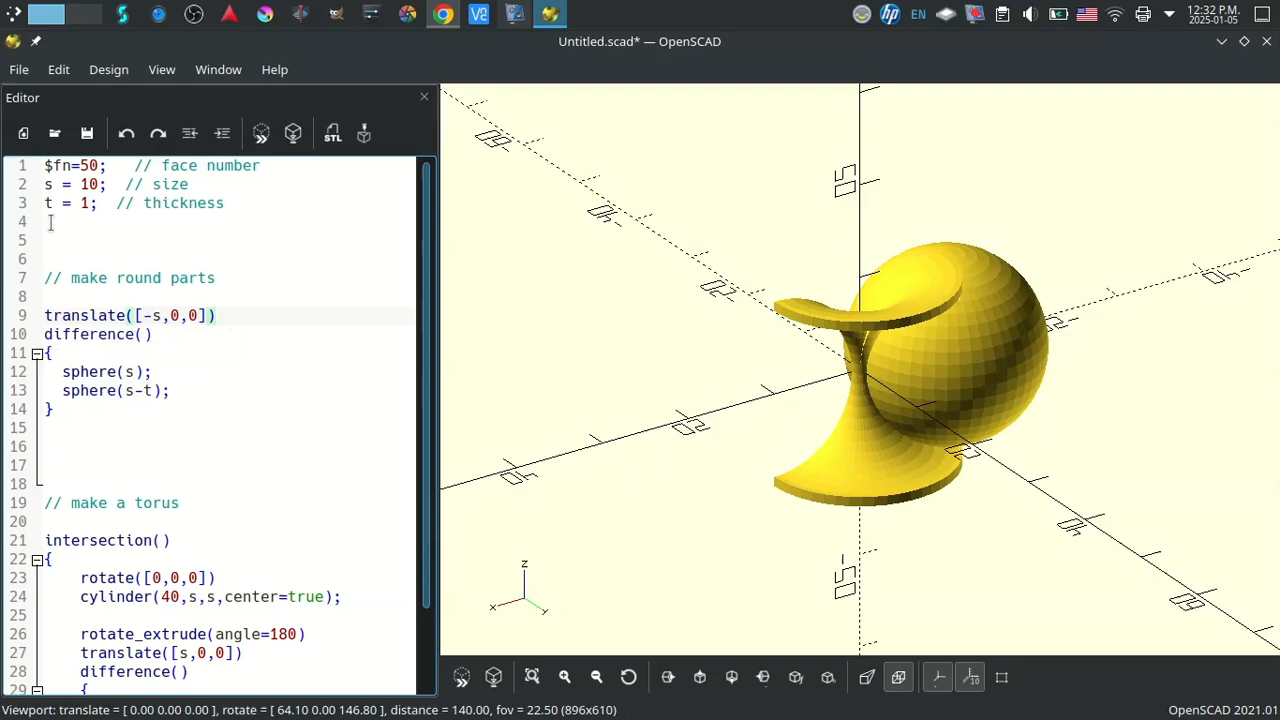 EN
12:32 P.M.
2025-01-05
Untitled.scad* — OpenSCAD
File Edit Design View Window Help
Editor
STL
1 $fn=50; // face number
2 s = 10; // size
3 t = 1; // thickness
4
5
6
7 // make round parts
8
9 translate([-s,0,0])
10 difference()
11 {
12 sphere(s);
13 sphere(s-t);
14 }
15
16
17
18
19 // make a torus
20
21 intersection()
22 {
23 rotate([0,0,0])
24 cylinder(40,s,s,center=true);
25
26 rotate_extrude(angle=180)
27 translate([s,0,0])
28 difference()
29 {
z
x
y
10
Viewport: translate = [ 0.00 0.00 0.00 ], rotate = [ 64.10 0.00 146.80 ], distance = 140.00, fov = 22.50 (896x610)
OpenSCAD 2021.01